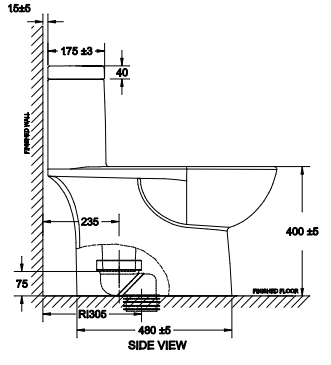 15±5
175 ±3
40
FINISHED WALL
235
400 ±5
75
FINISHED FLOOR
RI305
480 ±5
SIDE VIEW